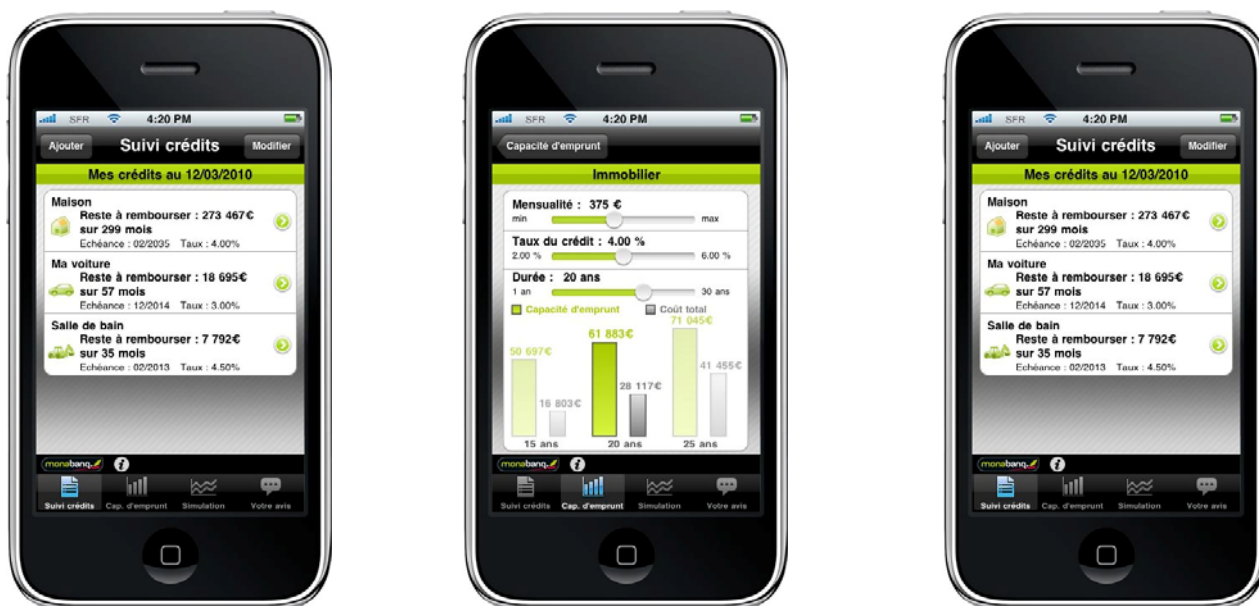 SFR 4:20 PM
Ajouter Suivi crédits Modifier
Mes crédits au 12/03/2010
Maison
Reste à rembourser : 273 467€
sur 299 mois
Echéance : 02/2035 Taux : 4.00%
Ma voiture
Reste à rembourser : 18 695€
sur 57 mois
Echéance : 12/2014 Taux : 3.00%
Salle de bain
Reste à rembourser : 7 792€
sur 35 mois
Echéance : 02/2013 Taux : 4.50%
monabanq.
i
Suivi crédits Cap. d'emprunt Simulation Votre avis
SFR 4:20 PM
Capacité d'emprunt
Immobilier
Mensualité : 375 €
min max
Taux du crédit : 4.00 %
2.00 % 6.00 %
Durée : 20 ans
1 an 30 ans
Capacité d'emprunt Coût total
71 045€
61 883€
50 697€
41 455€
28 117€
16 803€
15 ans 20 ans 25 ans
monabanq.
i
Suivi crédits Cap. d'emprunt Simulation Votre avis
SFR 4:20 PM
Ajouter Suivi crédits Modifier
Mes crédits au 12/03/2010
Maison
Reste à rembourser : 273 467€
sur 299 mois
Echéance : 02/2035 Taux : 4.00%
Ma voiture
Reste à rembourser : 18 695€
sur 57 mois
Echéance : 12/2014 Taux : 3.00%
Salle de bain
Reste à rembourser : 7 792€
sur 35 mois
Echéance : 02/2013 Taux : 4.50%
monabanq.
i
Suivi crédits Cap. d'emprunt Simulation Votre avis